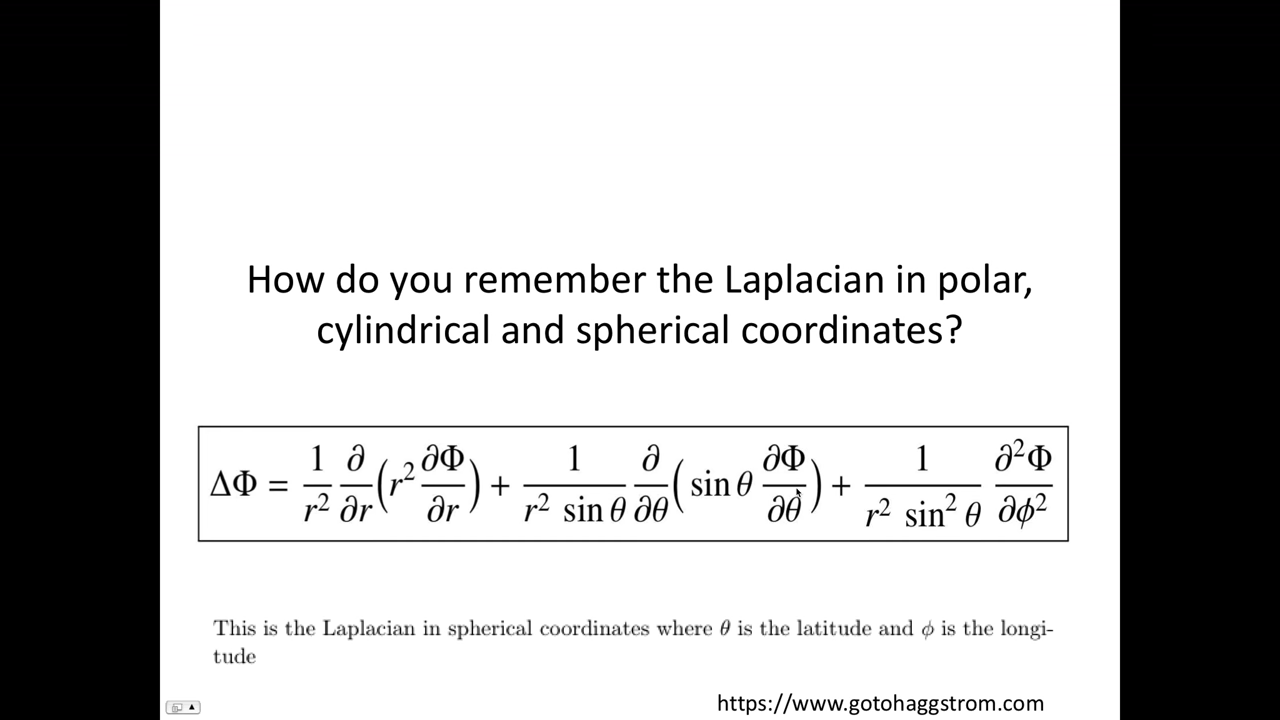 How do you remember the Laplacian in polar,
cylindrical and spherical coordinates?
ΔΦ = 1/r² ∂/∂r (r² ∂Φ/∂r) + 1/(r² sin θ) ∂/∂θ (sin θ ∂Φ/∂θ) + 1/(r² sin² θ) ∂²Φ/∂ϕ²
This is the Laplacian in spherical coordinates where θ is the latitude and ϕ is the longi-
tude
https://www.gotohaggstrom.com